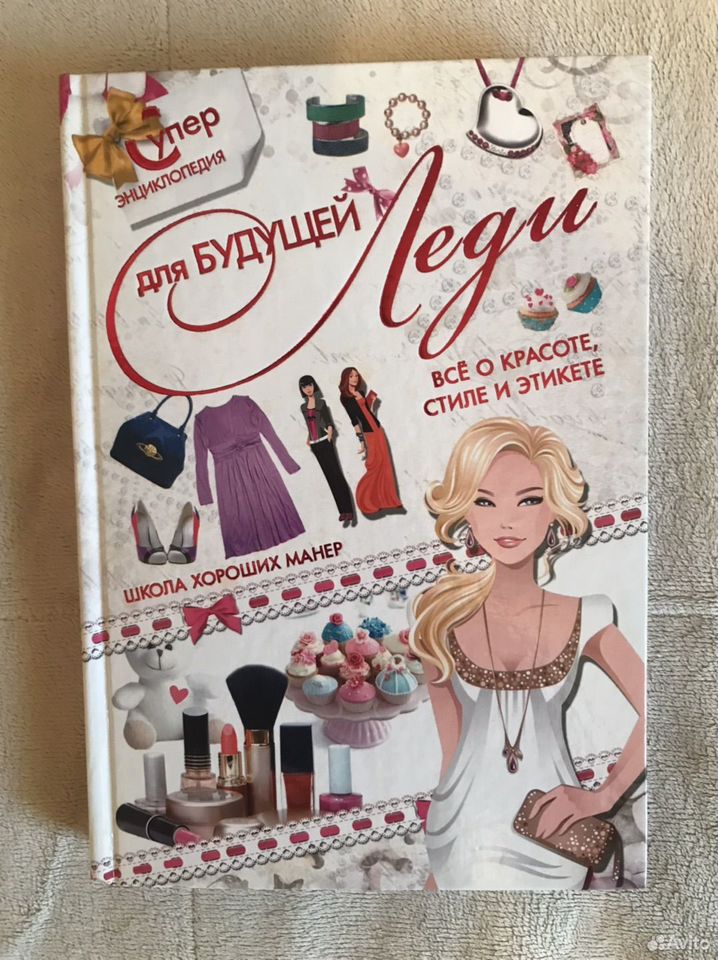 Супер
ЭНЦИКЛОПЕДИЯ
для БУДУЩЕЙ
Леди
ВСЁ О КРАСОТЕ,
СТИЛЕ И ЭТИКЕТЕ
ШКОЛА ХОРОШИХ МАНЕР
Avito